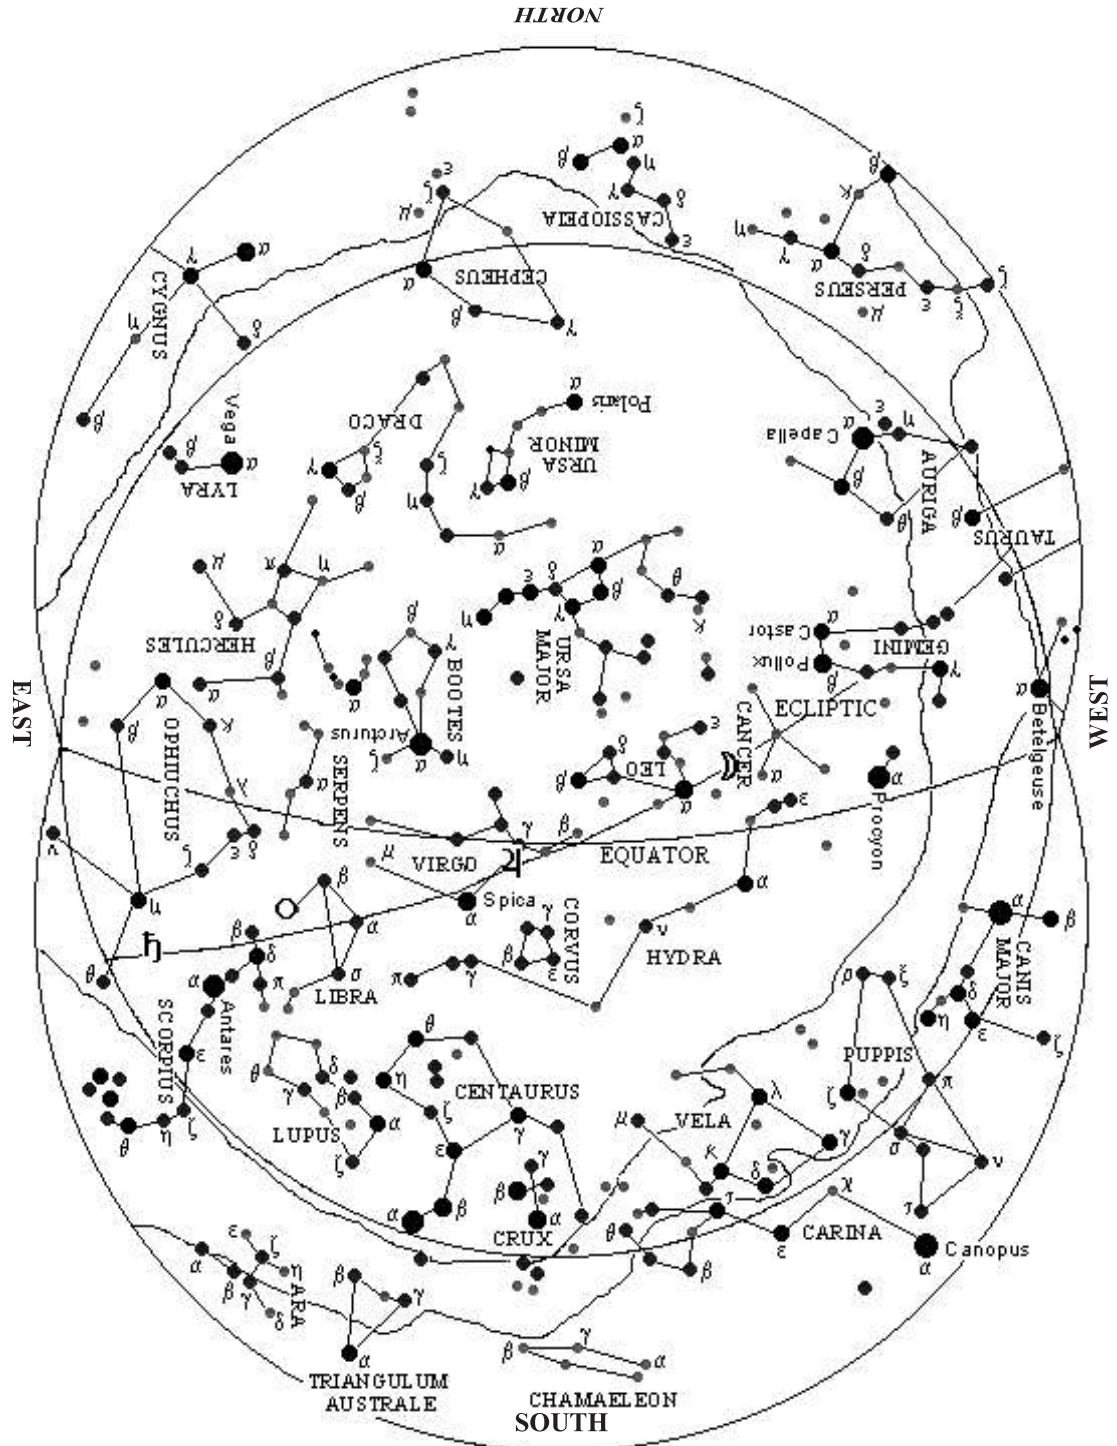 NORTH
ζ
α
β
η
γ
δ
CASSIOPEIA
ε
ε
ζ
μ
CEPHEUS
α
β
γ
β
κ
η
γ
α
δ
PERSEUS
ε
ξ
ζ
μ
α
γ
CYGNUS
η
δ
β
Vega
β
α
LYRA
DRACO
ξ
γ
β
ζ
η
α
α
Polaris
URSA
MINOR
γ
β
ε
η
α
Capella
AURIGA
β
θ
β
TAURUS
μ
π
η
δ
HERCULES
β
α
α
β
γ
BOOTES
Arcturus
α
ζ
η
α
ε
δ
β
γ
η
θ
κ
URSA
MAJOR
Castor
α
Pollux
β
GEMINI
γ
ECLIPTIC
CANCER
α
EAST
WEST
α
Betelgeuse
α
Procyon
α
β
κ
OPHIUCHUS
λ
ν
ζ
ε
δ
μ
θ
SERPENS
α
δ
β
LEO
ε
α
VIRGO
γ
β
♃
EQUATOR
μ
Spica
α
ε
α
HYDRA
ν
γ
π
CORVUS
γ
β
ε
β
α
σ
LIBRA
♄
β
δ
π
α
Antares
SCORPIUS
ε
θ
η
ζ
α
β
CANIS
MAJOR
δ
η
ε
ζ
ρ
ξ
PUPPIS
ζ
π
σ
ν
τ
θ
δ
γ
β
LUPUS
α
ζ
θ
η
CENTAURUS
ζ
γ
ε
β
α
γ
β
CRUX
α
λ
μ
VELA
γ
κ
δ
χ
ι
θ
CARINA
ε
β
Canopus
α
ε
ζ
α
η
β
γ
ARA
δ
β
γ
α
TRIANGULUM
AUSTRALE
β
γ
α
CHAMAELEON
SOUTH